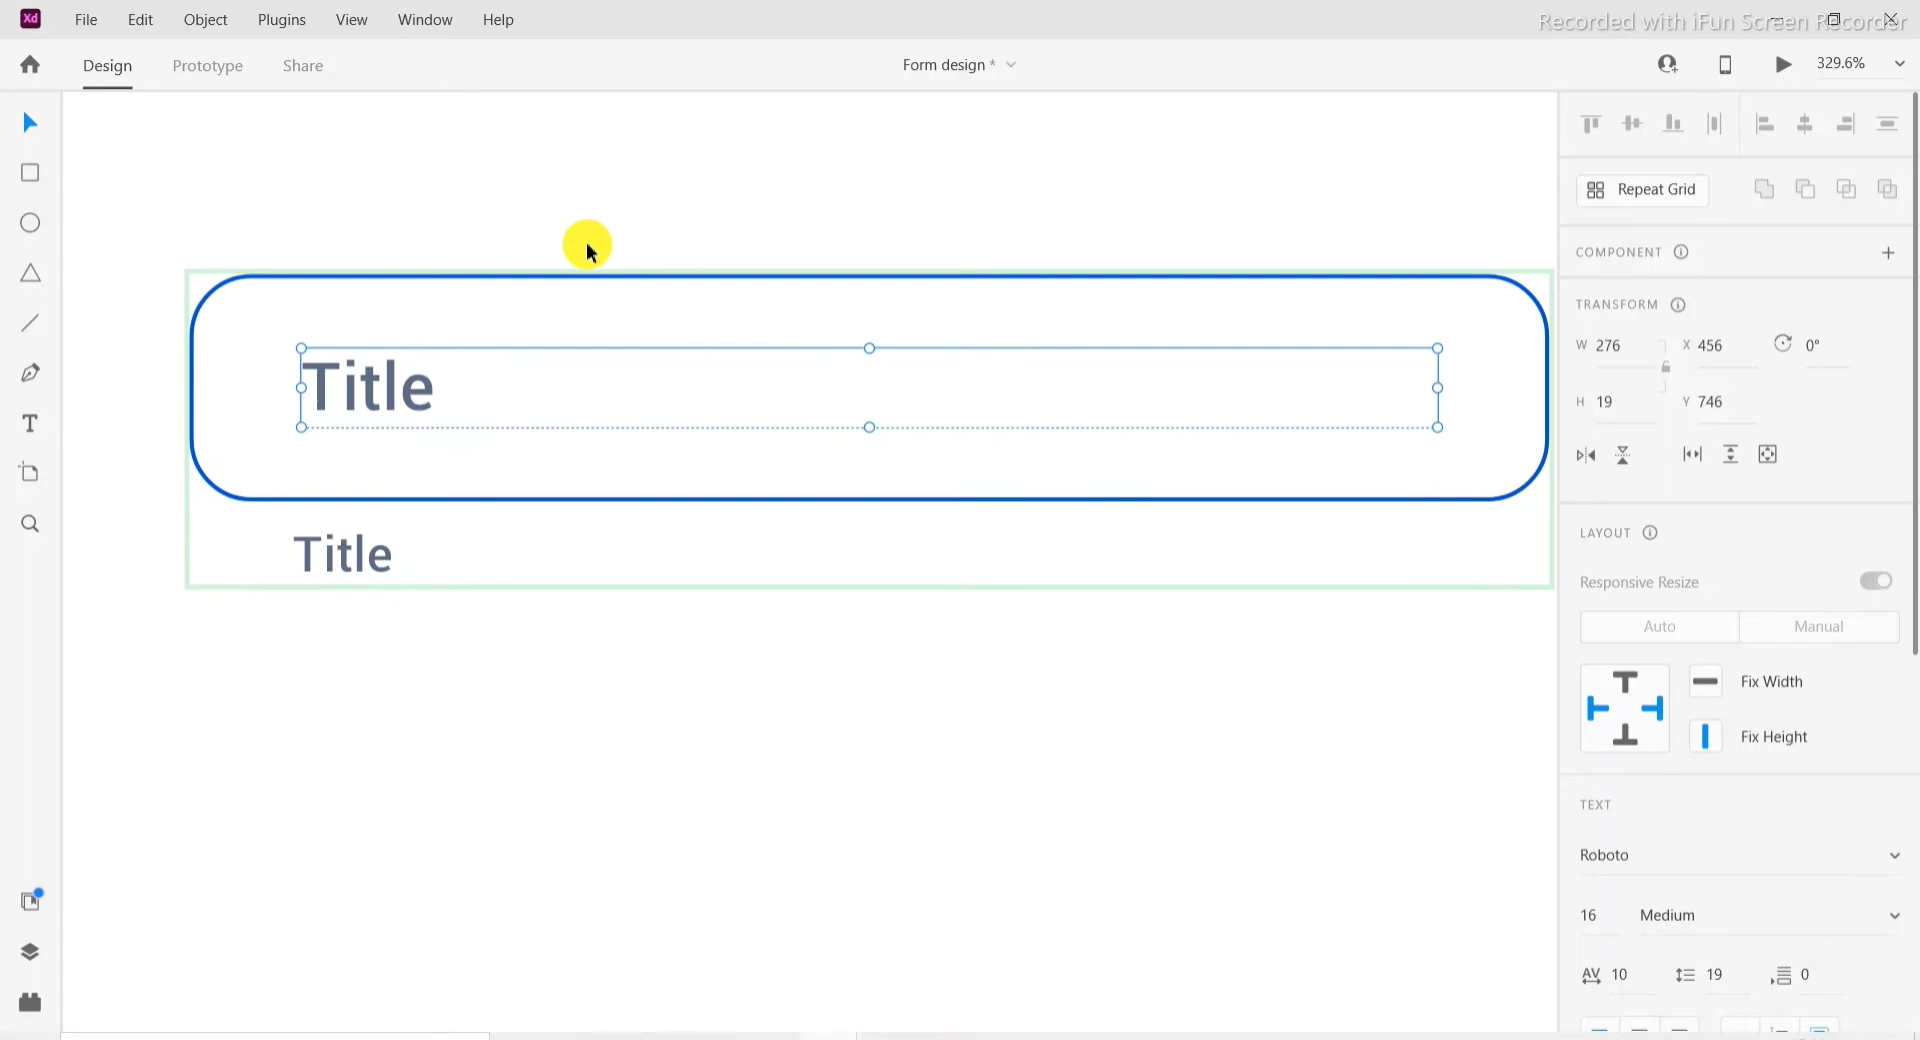 Xd File Edit Object Plugins View Window Help Recorded with iFun Screen Recorder
Design Prototype Share Form design * 329.6%
Repeat Grid
COMPONENT
TRANSFORM
W 276 X 456 0°
Title
H 19 Y 746
LAYOUT
Title
Responsive Resize
Auto Manual
Fix Width
Fix Height
TEXT
Roboto
16 Medium
AV 10 19 0